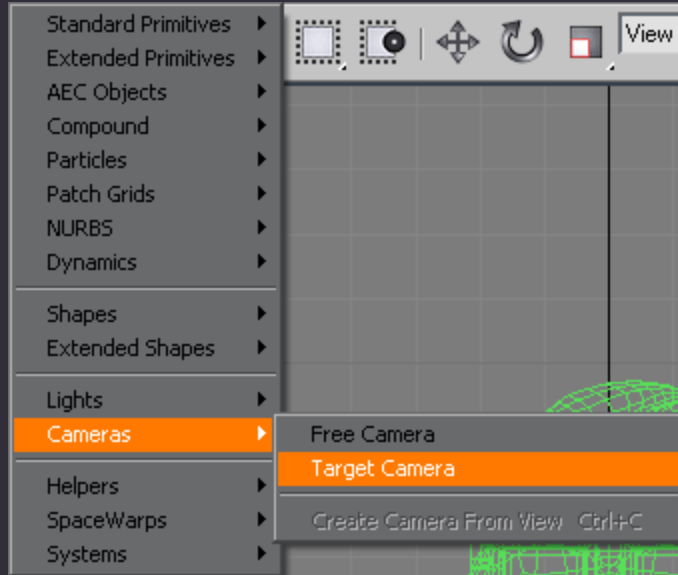 Standard Primitives
Extended Primitives
AEC Objects
Compound
Particles
Patch Grids
NURBS
Dynamics
Shapes
Extended Shapes
Lights
Cameras
Helpers
SpaceWarps
Systems
View
Free Camera
Target Camera
Create Camera From View Ctrl+C